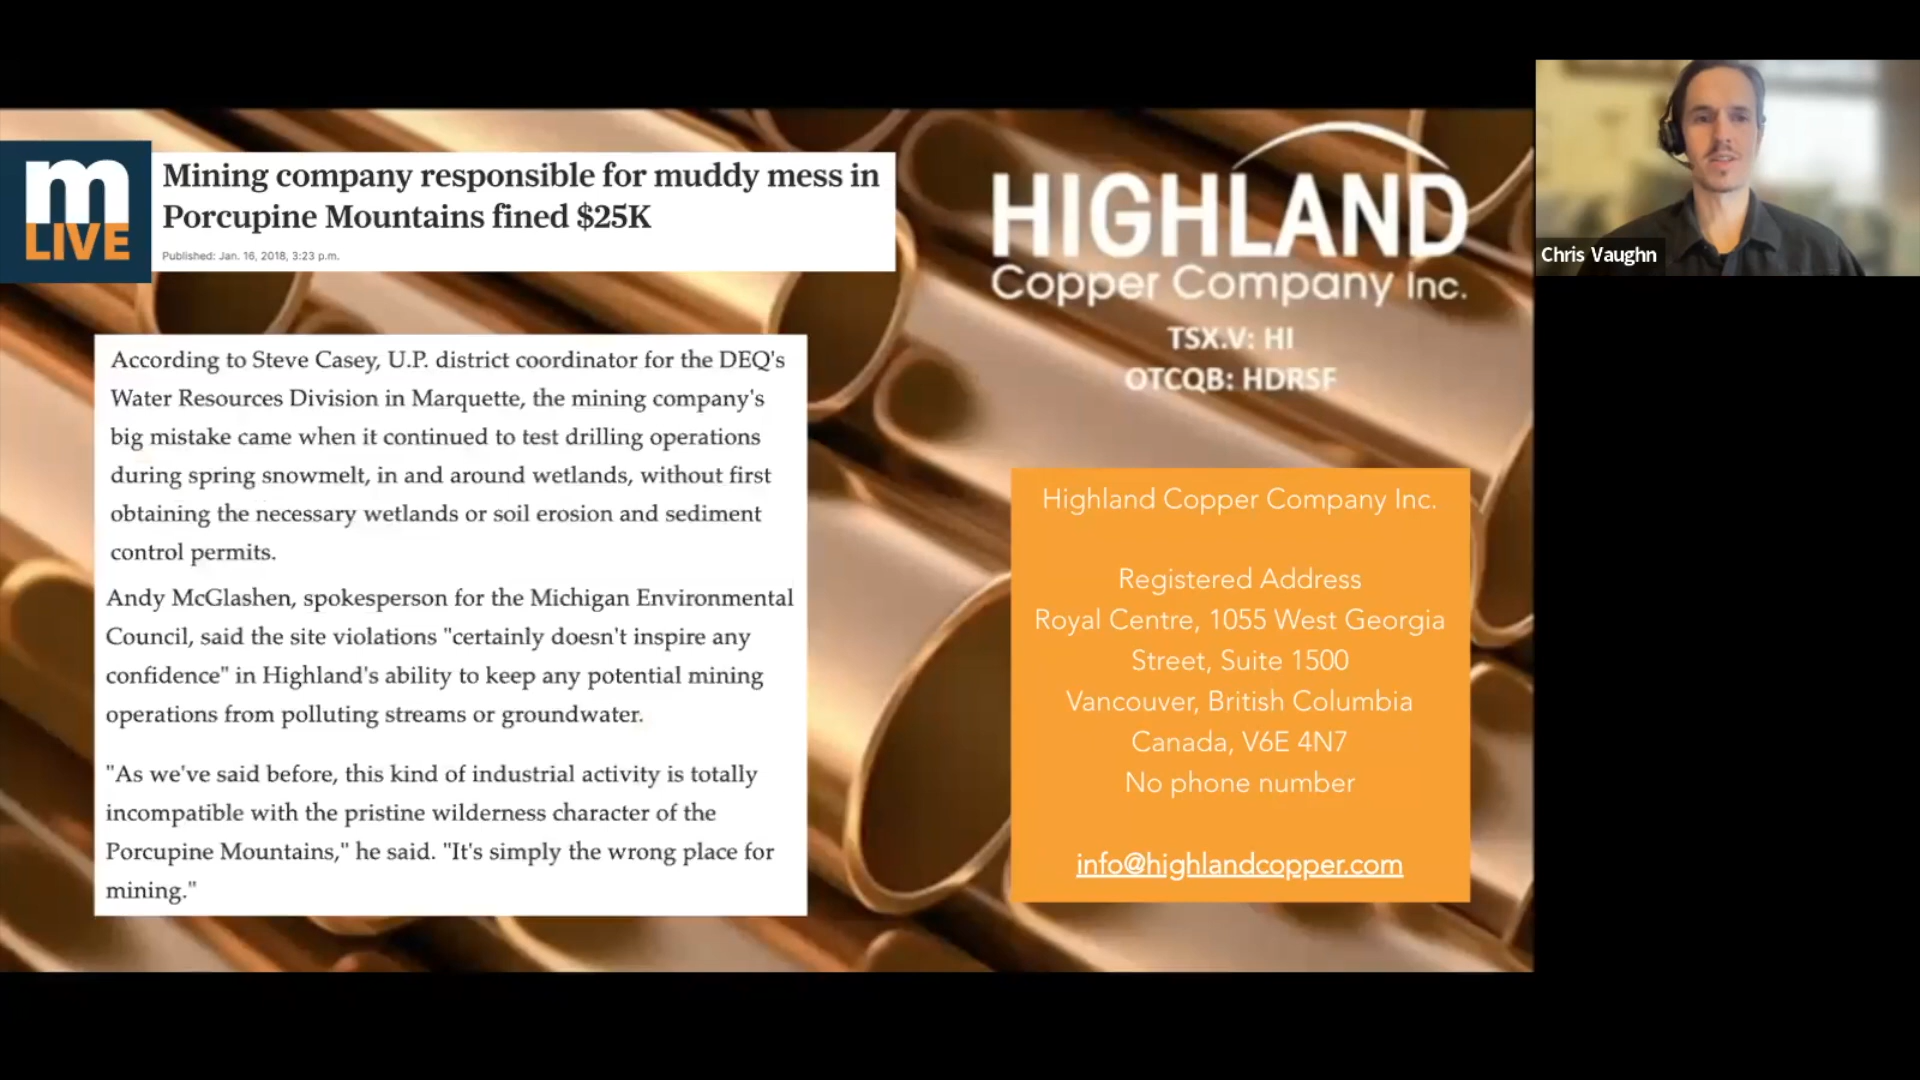 m
LIVE
Mining company responsible for muddy mess in
Porcupine Mountains fined $25K
Published: Jan. 16, 2018, 3:23 p.m.
According to Steve Casey, U.P. district coordinator for the DEQ's
Water Resources Division in Marquette, the mining company's
big mistake came when it continued to test drilling operations
during spring snowmelt, in and around wetlands, without first
obtaining the necessary wetlands or soil erosion and sediment
control permits.
Andy McGlashen, spokesperson for the Michigan Environmental
Council, said the site violations "certainly doesn't inspire any
confidence" in Highland's ability to keep any potential mining
operations from polluting streams or groundwater.
"As we've said before, this kind of industrial activity is totally
incompatible with the pristine wilderness character of the
Porcupine Mountains," he said. "It's simply the wrong place for
mining."
HIGHLAND
Copper Company Inc.
TSX.V: HI
OTCQB: HDRSF
Highland Copper Company Inc.
Registered Address
Royal Centre, 1055 West Georgia
Street, Suite 1500
Vancouver, British Columbia
Canada, V6E 4N7
No phone number
info@highlandcopper.com
Chris Vaughn